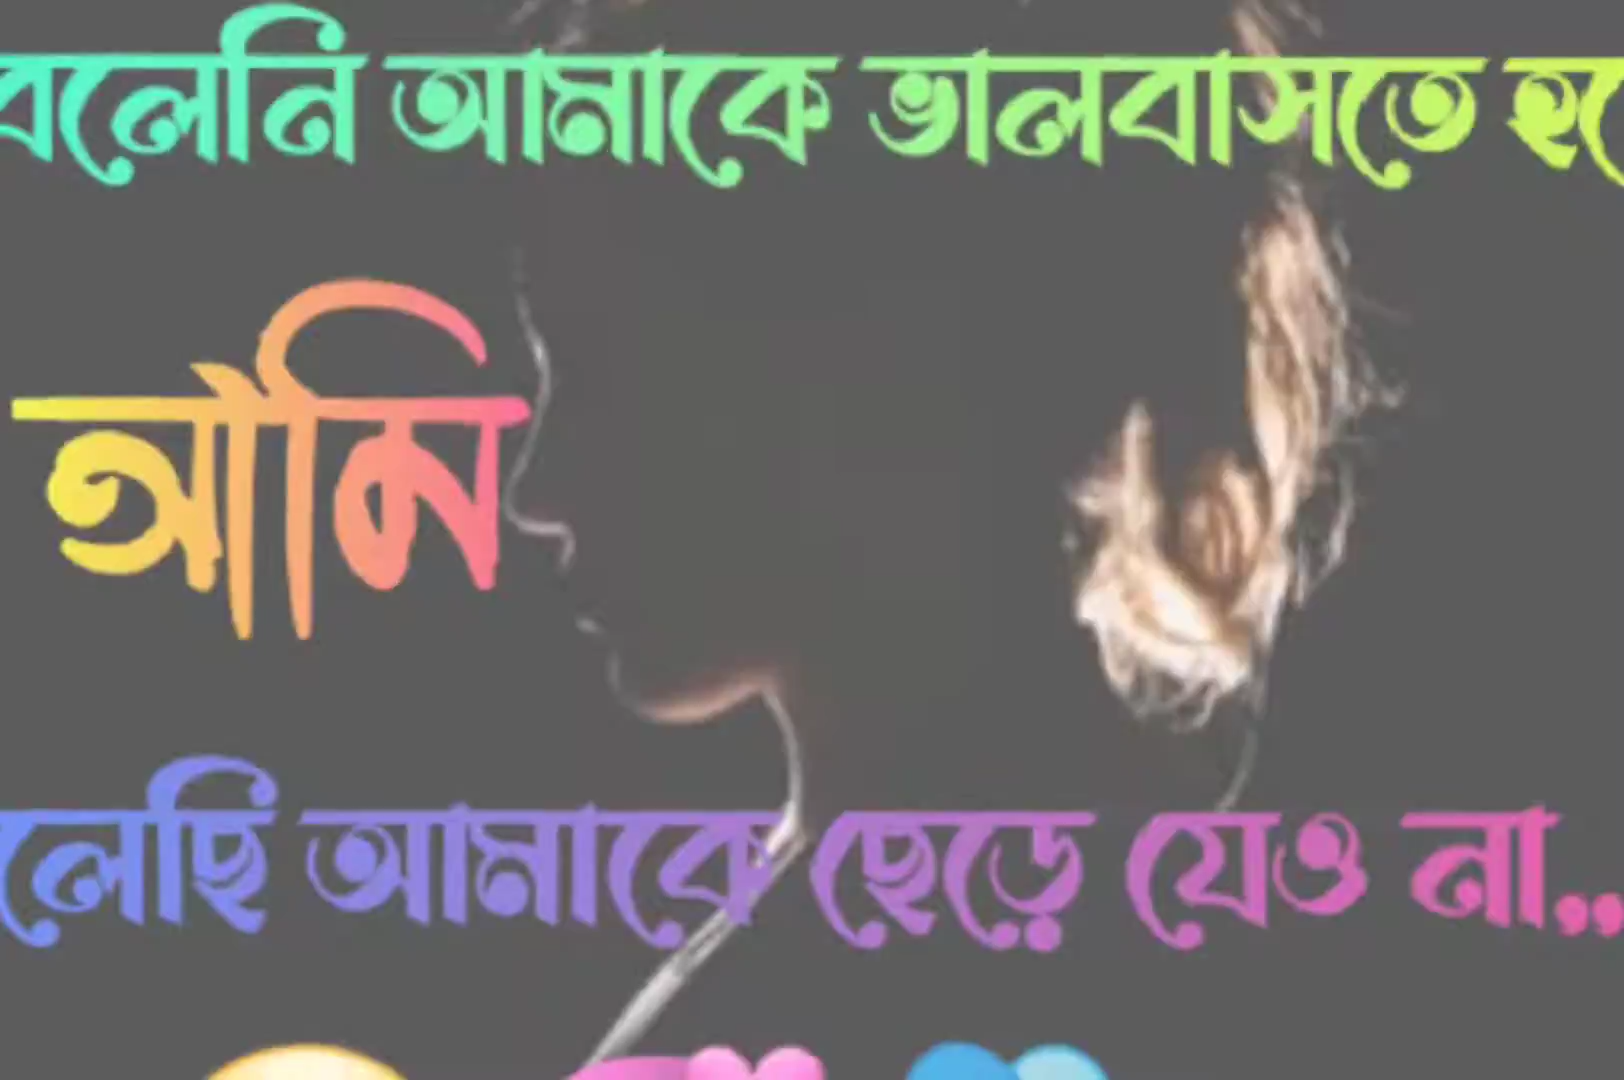 বলেনি আমাকে ভালবাসতে
আমি
আমাকে ছেড়ে যেও না..